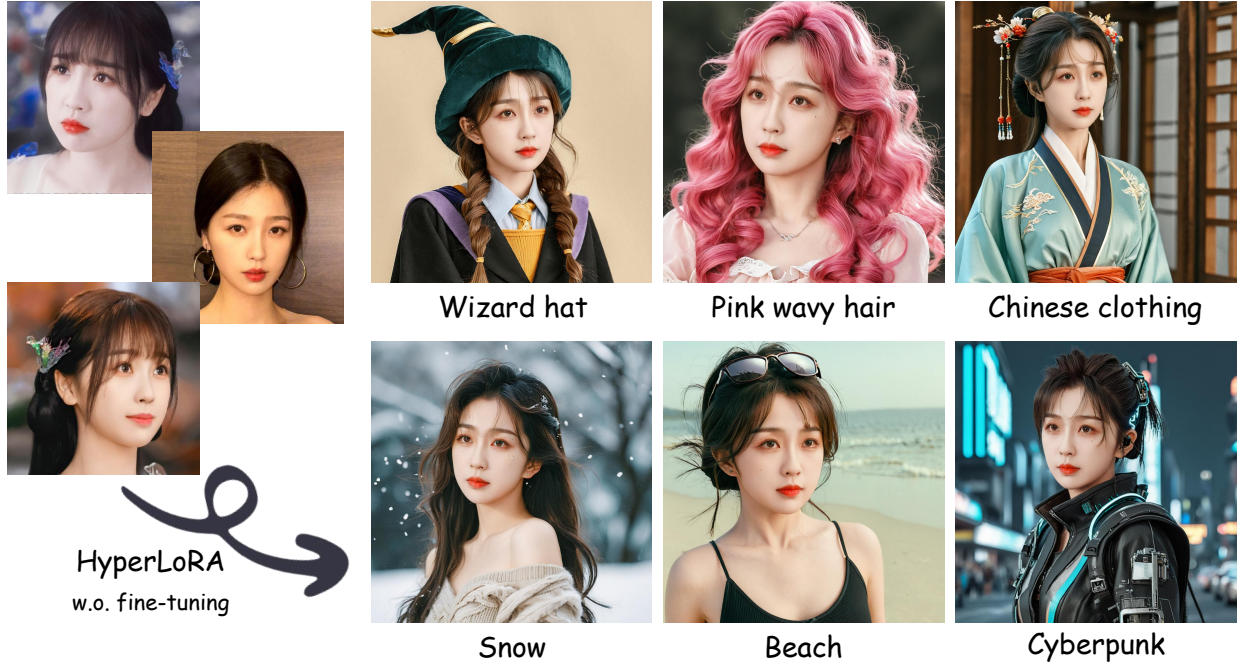 Wizard hat
Pink wavy hair
Chinese clothing
HyperLoRA
w.o. fine-tuning
Snow
Beach
Cyberpunk